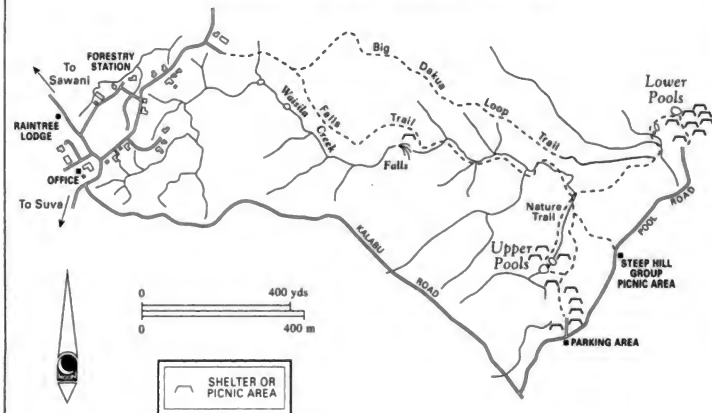 To
Sawani
FORESTRY
STATION
RAINTREE
LODGE
OFFICE
To Suva
Waisila
Creek
Falls
Trail
Falls
Big
Dakua
Loop
Trail
Lower
Pools
Nature
Trail
Upper
Pools
KALABU
ROAD
POOL ROAD
STEEP HILL
GROUP
PICNIC AREA
PARKING AREA
0 400 yds
0 400 m
MOON
SHELTER OR
PICNIC AREA